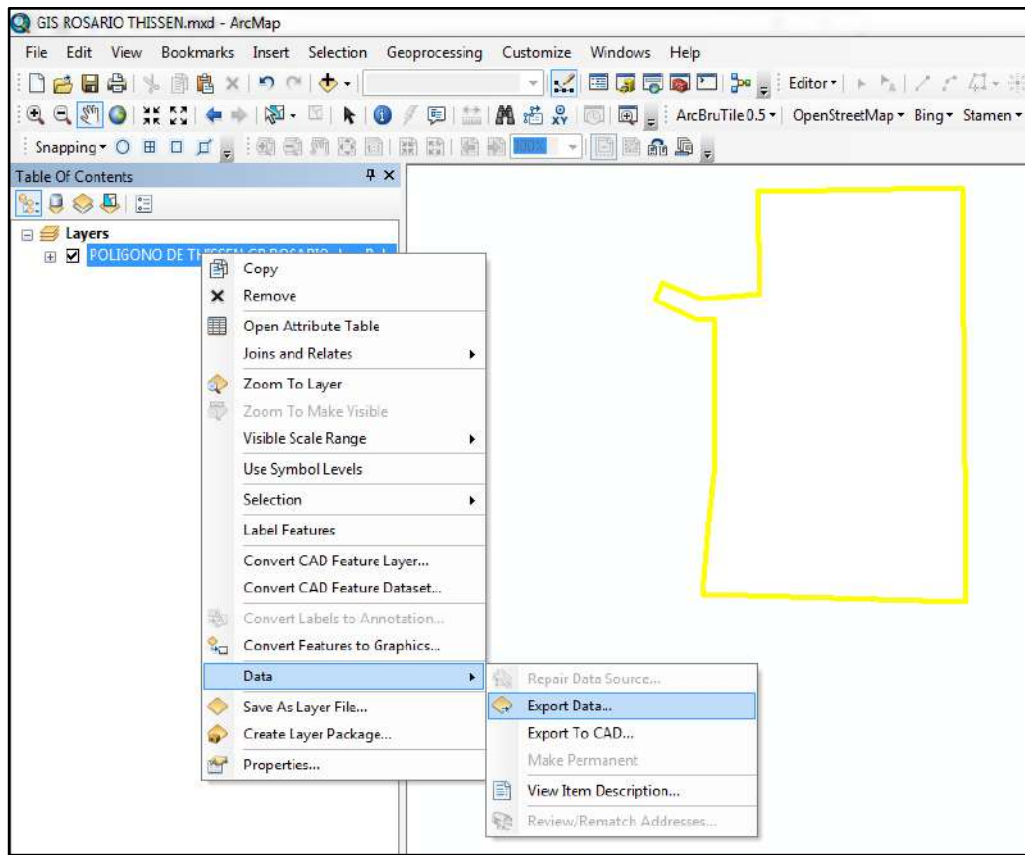 GIS ROSARIO THISSEN.mxd - ArcMap
File Edit View Bookmarks Insert Selection Geoprocessing Customize Windows Help
Editor
ArcBruTile 0.5 OpenStreetMap Bing Stamen
Snapping 100%
Table Of Contents
Layers
POLIGONO DE
Copy
Remove
Open Attribute Table
Joins and Relates
Zoom To Layer
Zoom To Make Visible
Visible Scale Range
Use Symbol Levels
Selection
Label Features
Convert CAD Feature Layer...
Convert CAD Feature Dataset...
Convert Labels to Annotation...
Convert Features to Graphics...
Data
Save As Layer File...
Create Layer Package...
Properties...
Repair Data Source...
Export Data...
Export To CAD...
Make Permanent
View Item Description...
Review/Rematch Addresses...